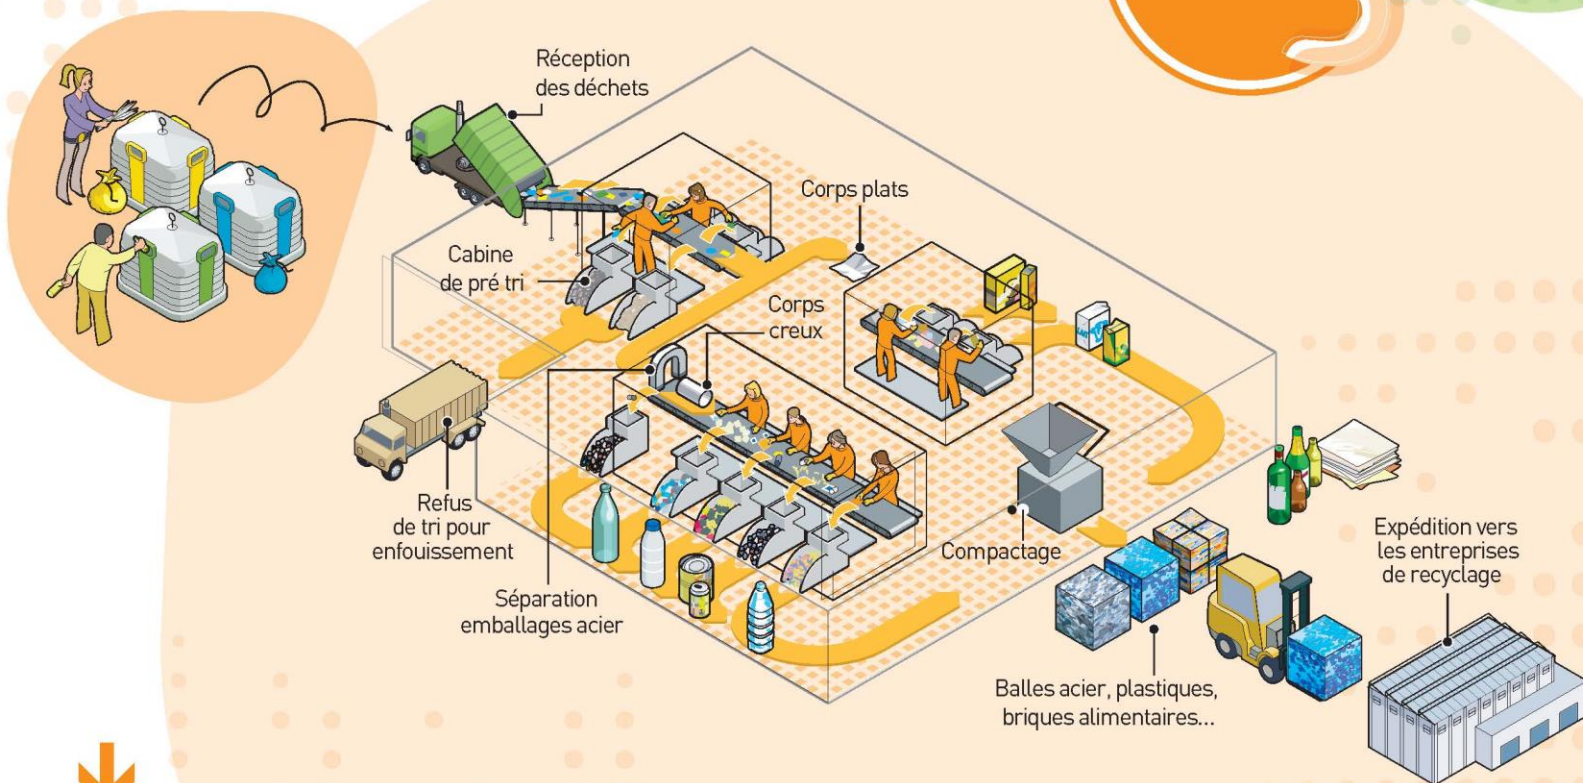 Réception
des déchets
Corps plats
Cabine
de pré tri
Corps
creux
Refus
de tri pour
enfouissement
Séparation
emballages acier
Compactage
Expédition vers
les entreprises
de recyclage
Balles acier, plastiques,
briques alimentaires...